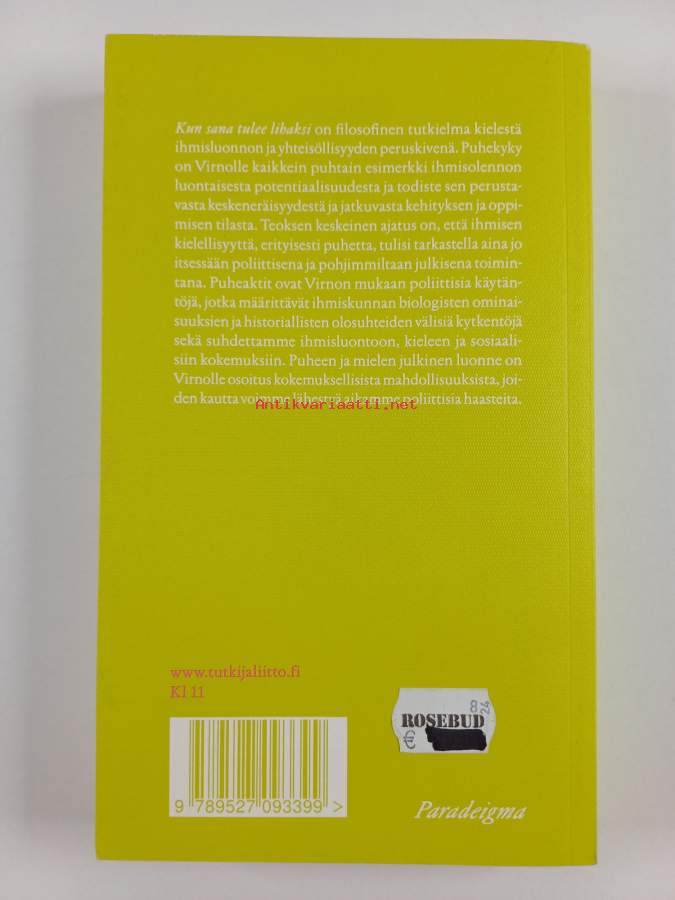 Kun sana tulee lihaksi on filosofinen tutkielma kielestä
ihmisluonnon ja yhteisöllisyyden peruskivenä. Puhekyky
on Virnolle kaikkein puhtain esimerkki ihmisolennon
luontaisesta potentiaalisuudesta ja todiste sen perusta-
vasta keskeneräisyydestä ja jatkuvasta kehityksen ja oppi-
misen tilasta. Teoksen keskeinen ajatus on, että ihmisen
kielellisyyttä, erityisesti puhetta, tulisi tarkastella aina jo
itsessään poliittisena ja pohjimmiltaan julkisena toimin-
tana. Puheaktit ovat Virnon mukaan poliittisia käytän-
töjä, jotka määrittävät ihmiskunnan biologisten ominai-
suuksien ja historiallisten olosuhteiden välisiä kytkentöjä
sekä suhdettamme ihmisluontoon, kieleen ja sosiaali-
siin kokemuksiin. Puheen ja mielen julkinen luonne on
Virnolle osoitus kokemuksellisista mahdollisuuksista, joi-
den kautta voimme lähestyä aikamme poliittisia haasteita.
Antikvariaatti.net
www.tutkijaliitto.fi
Kl 11
8
24
ROSEBUD
9 789527 093399 >
Paradeigma